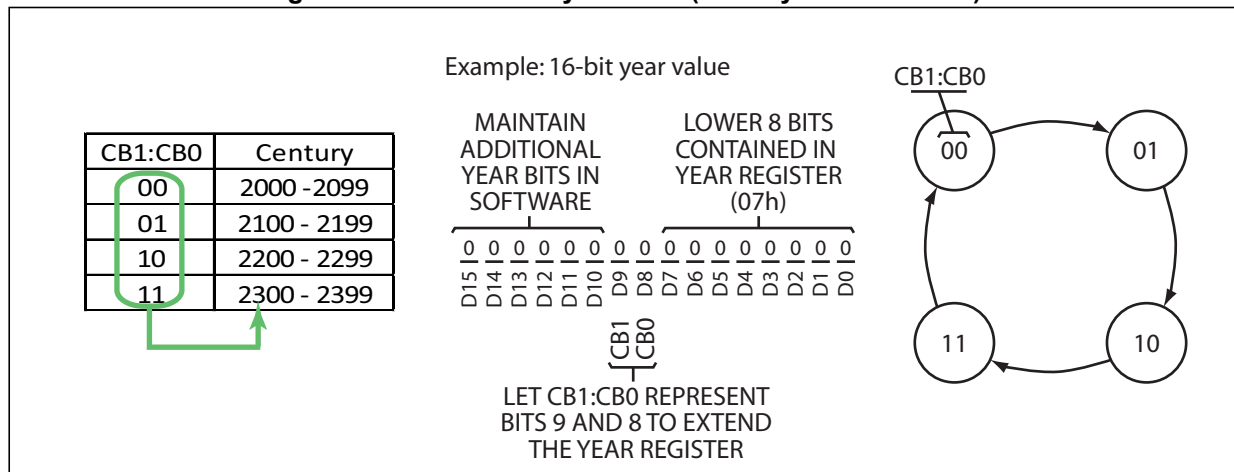 Example: 16-bit year value
CB1:CB0 Century
00 2000 -2099
01 2100 - 2199
10 2200 - 2299
11 2300 - 2399
MAINTAIN
ADDITIONAL
YEAR BITS IN
SOFTWARE
LOWER 8 BITS
CONTAINED IN
YEAR REGISTER
(07h)
0 0 0 0 0 0 0 0 0 0 0 0 0 0 0 0
D15 D14 D13 D12 D11 D10 D9 D8 D7 D6 D5 D4 D3 D2 D1 D0
CB1 CB0
LET CB1:CB0 REPRESENT
BITS 9 AND 8 TO EXTEND
THE YEAR REGISTER
CB1:CB0
00 01
11 10